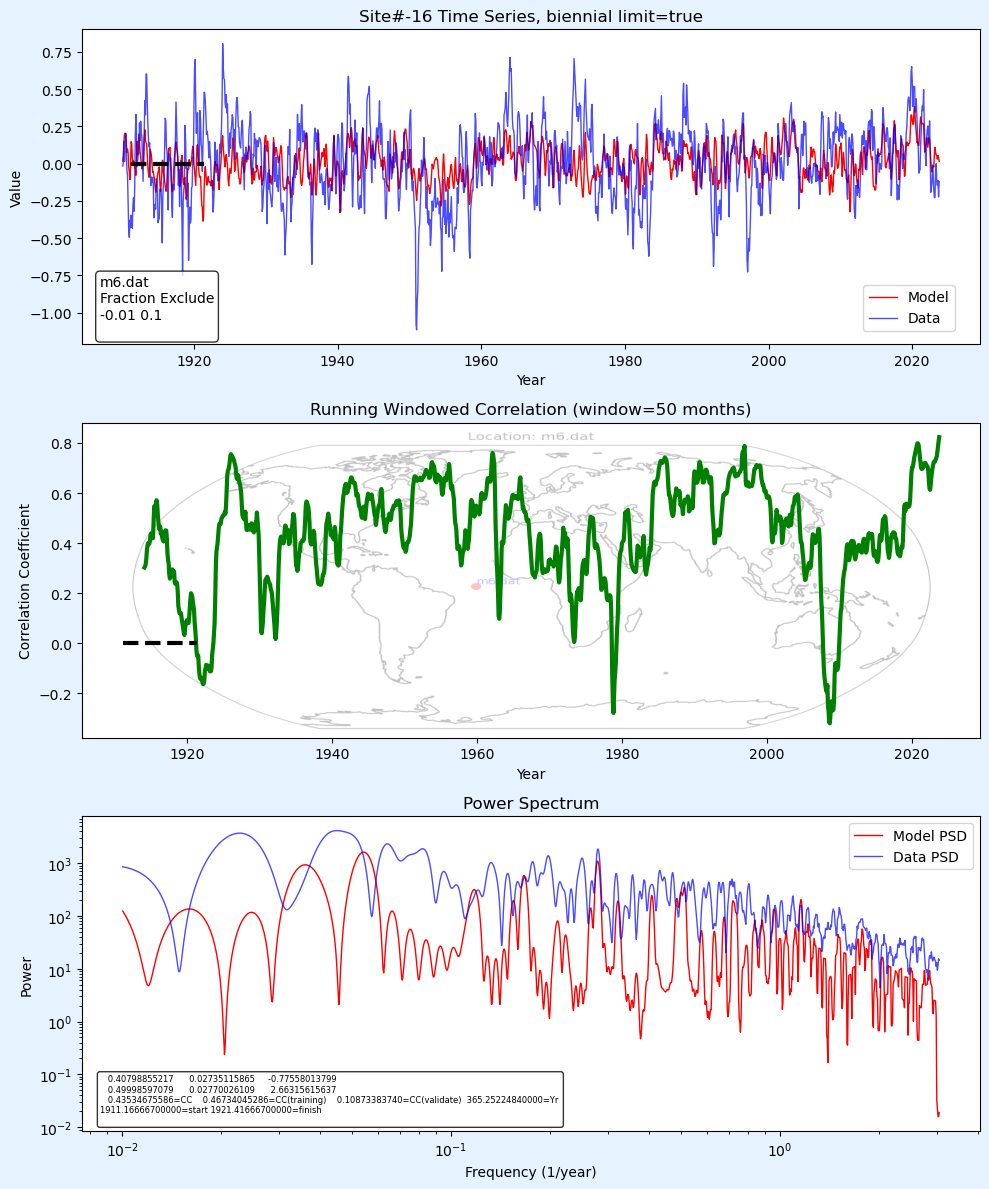 Site#-16 Time Series, biennial limit=true
0.75
0.50
0.25
0.00
−0.25
−0.50
−0.75
−1.00
Value
m6.dat
Fraction Exclude
-0.01 0.1
Model
Data
1920
1940
1960
1980
2000
2020
Year
Running Windowed Correlation (window=50 months)
Location: m6.dat
0.8
0.6
0.4
0.2
0.0
−0.2
Correlation Coefficient
m6.dat
1920
1940
1960
1980
2000
2020
Year
Power Spectrum
Model PSD
Data PSD
10³
10²
10¹
10⁰
10⁻¹
10⁻²
Power
0.40798855217 0.02735115865 -0.77558013799
0.49998597079 0.02770026109 2.66315615637
0.43534675586=CC 0.46734045286=CC(training) 0.10873383740=CC(validate) 365.25224840000=Yr
1911.16666700000=start 1921.41666700000=finish
10⁻²
10⁻¹
10⁰
Frequency (1/year)